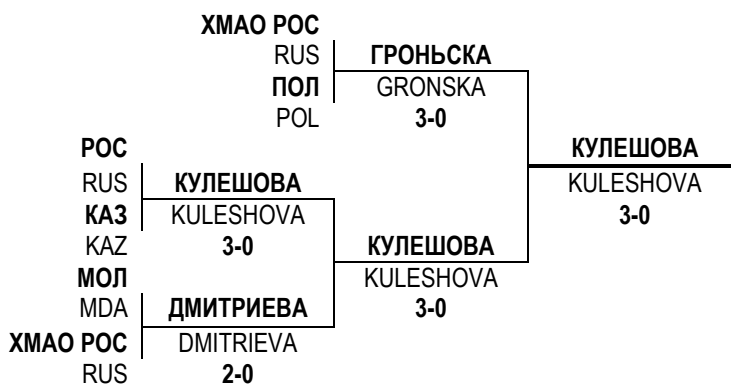 ХМАО РОС
RUS
ГРОНЬСКА
ПОЛ
GRONSKA
POL
3-0
РОС
КУЛЕШОВА
RUS
КУЛЕШОВА
KULESHOVA
КАЗ
KULESHOVA
3-0
KAZ
3-0
КУЛЕШОВА
МОЛ
KULESHOVA
MDA
ДМИТРИЕВА
3-0
ХМАО РОС
DMITRIEVA
RUS
2-0